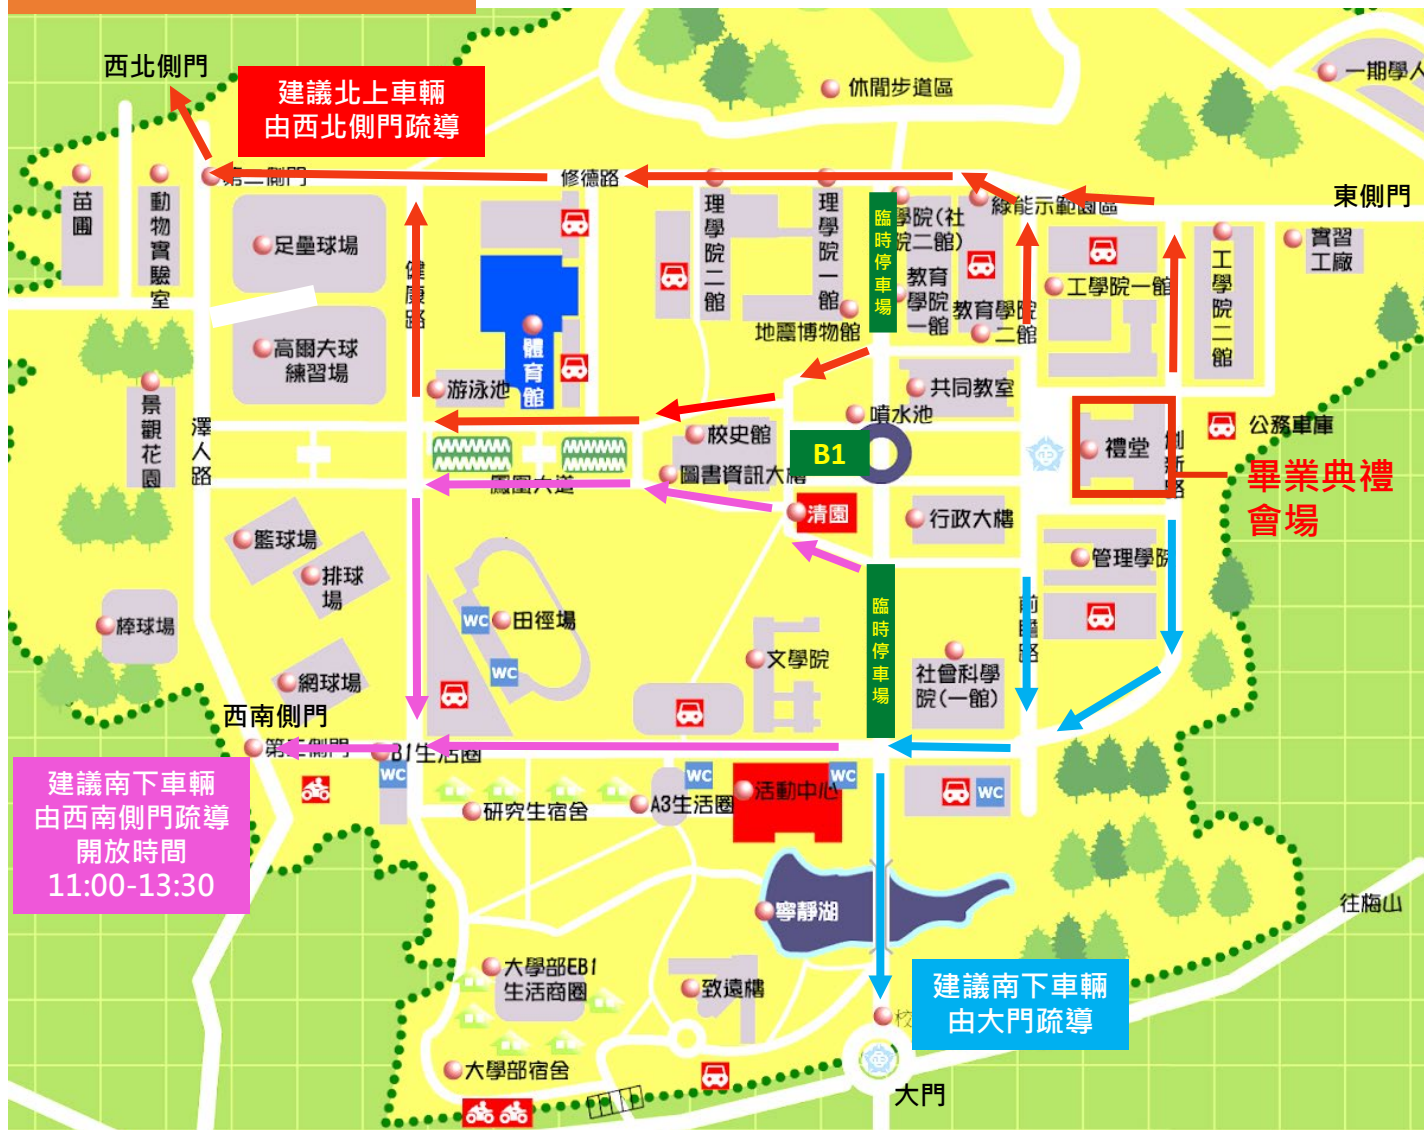 西北側門
建議北上車輛
由西北側門疏導
休閒步道區
一期學人
苗圃
動物實驗室
修德路
理學院二館
理學院一館
臨時停車場
學院(社
院二館)
綠能示範園區
東側門
實習
工廠
工學院二館
足壘球場
健康路
教育
學院
一館
工學院一館
教育學院
二館
地震博物館
體育館
高爾夫球
練習場
游泳池
共同教室
景觀花園
澤人路
噴水池
校史館
B1
禮堂
公務車庫
畢業典禮
會場
圖書資訊大樓
鳳凰大道
清園
行政大樓
籃球場
排球
場
管理學院
臨時停車場
前瞻路
棒球場
WC
田徑場
WC
文學院
社會科學
院(一館)
網球場
西南側門
B1生活圈
WC
WC
WC
WC
建議南下車輛
由西南側門疏導
開放時間
11:00-13:30
研究生宿舍
A3生活圈
活動中心
寧靜湖
往梅山
大學部EB1
生活商圈
致遠樓
建議南下車輛
由大門疏導
大學部宿舍
大門